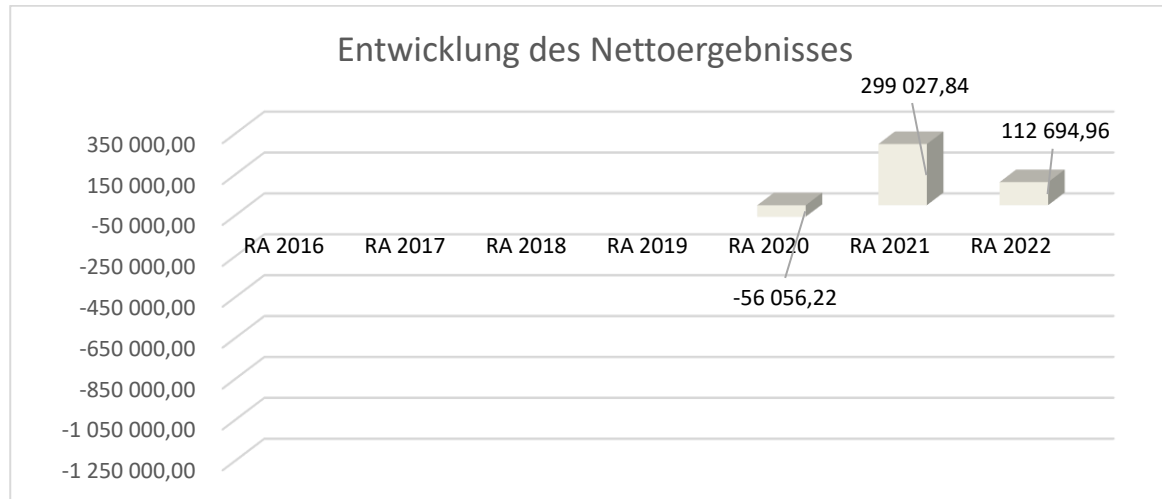 Entwicklung des Nettoergebnisses
299 027,84
112 694,96
350 000,00
150 000,00
-50 000,00
-250 000,00
-450 000,00
-650 000,00
-850 000,00
-1 050 000,00
-1 250 000,00
RA 2016 RA 2017 RA 2018 RA 2019 RA 2020 RA 2021 RA 2022
-56 056,22